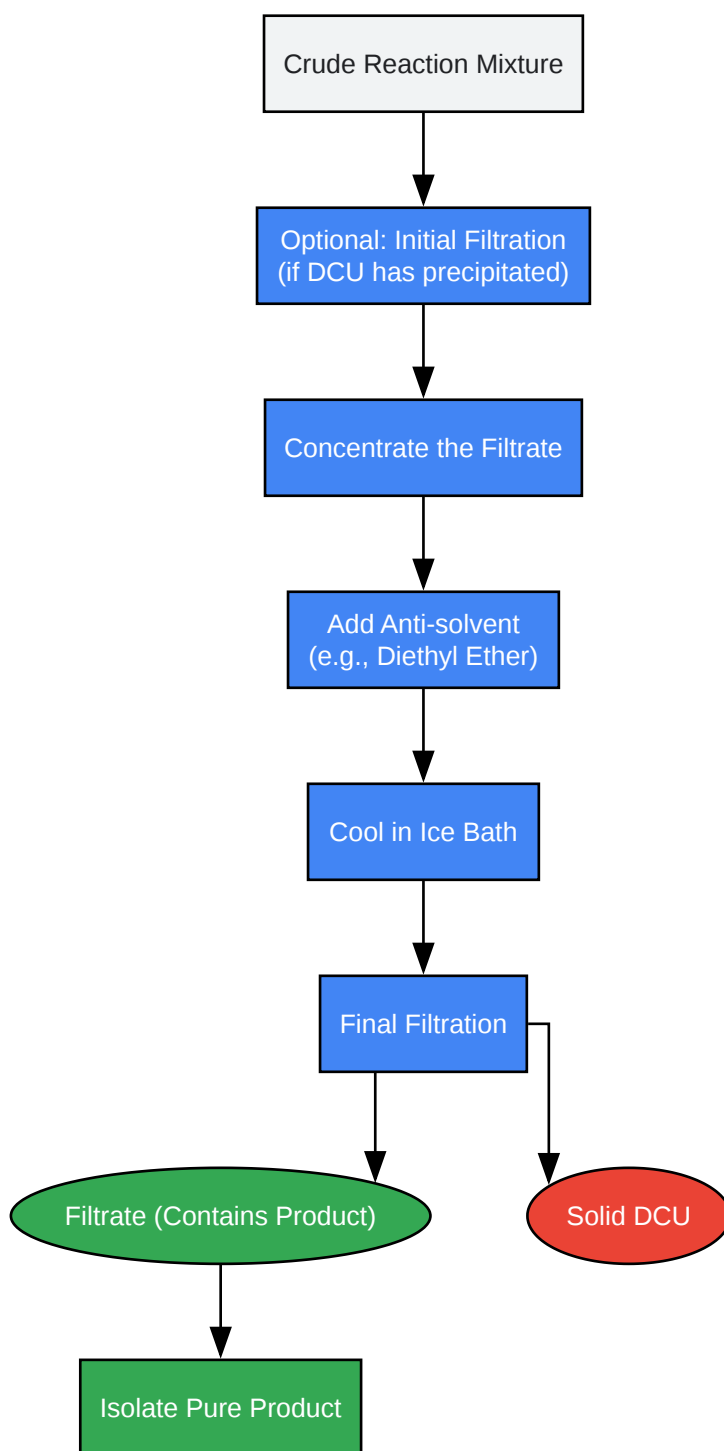 Crude Reaction Mixture
Optional: Initial Filtration
(if DCU has precipitated)
Concentrate the Filtrate
Add Anti-solvent
(e.g., Diethyl Ether)
Cool in Ice Bath
Final Filtration
Filtrate (Contains Product)
Solid DCU
Isolate Pure Product